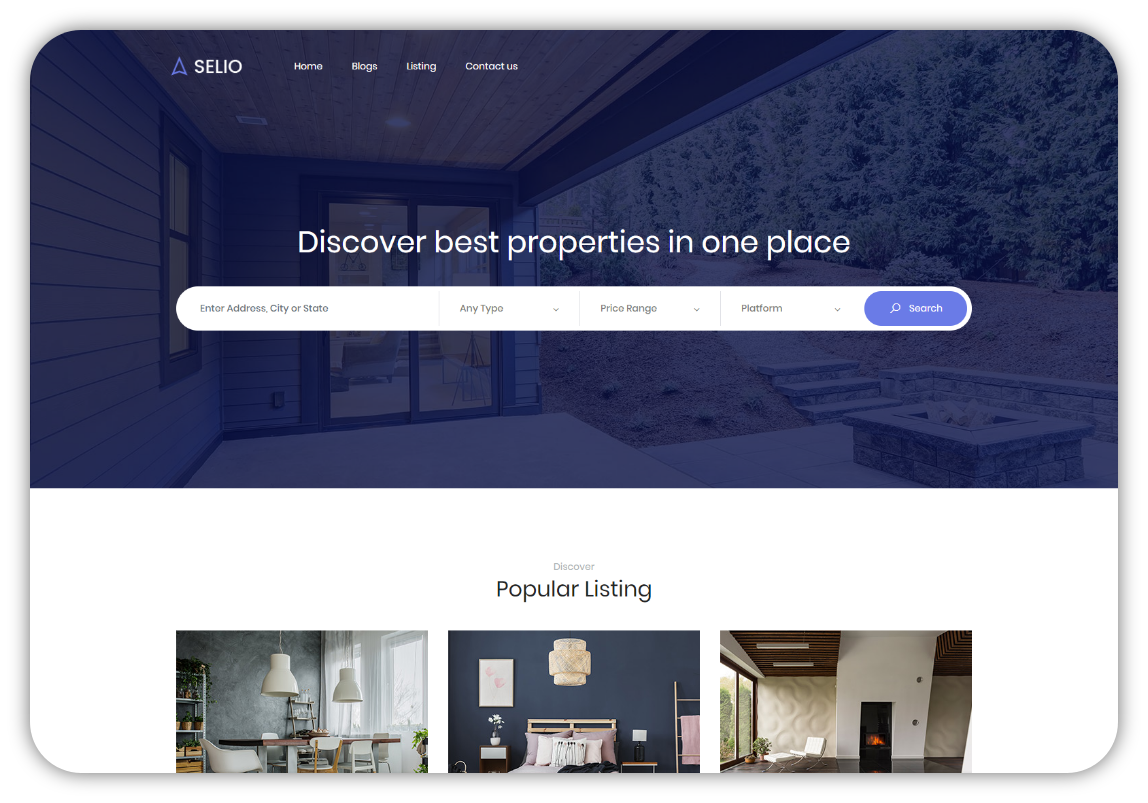 SELIO
Home Blogs Listing Contact us
Discover best properties in one place
Enter Address, City or State Any Type Price Range Platform Search
Discover
Popular Listing